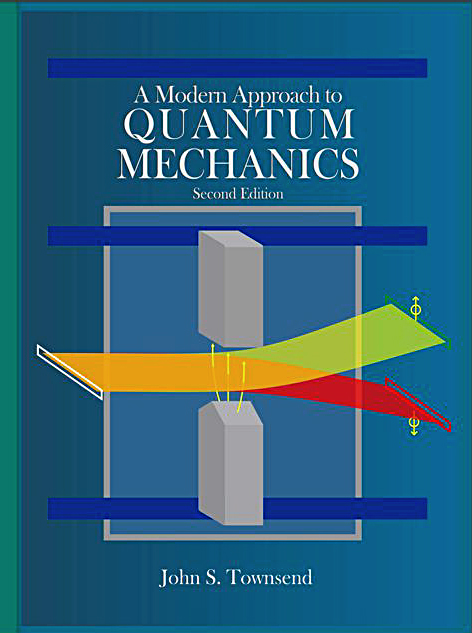 A Modern Approach to
QUANTUM
MECHANICS
Second Edition
John S. Townsend